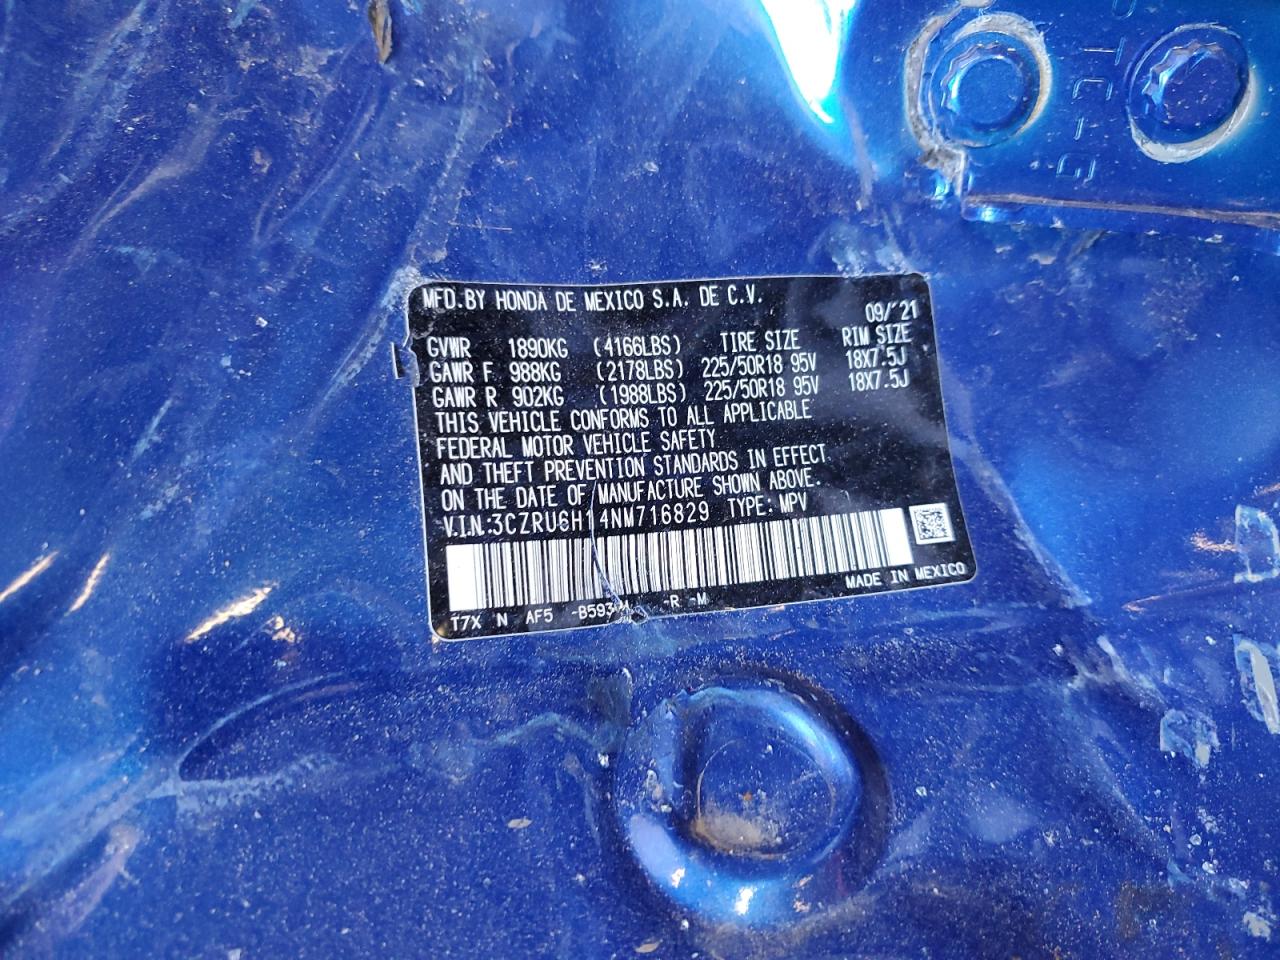 MFD. BY HONDA DE MEXICO S.A. DE C.V.
09/'21
GVWR 1890KG (4166LBS) TIRE SIZE RIM SIZE
GAWR F 988KG (2178LBS) 225/50R18 95V 18X7.5J
GAWR R 902KG (1988LBS) 225/50R18 95V 18X7.5J
THIS VEHICLE CONFORMS TO ALL APPLICABLE
FEDERAL MOTOR VEHICLE SAFETY
AND THEFT PREVENTION STANDARDS IN EFFECT
ON THE DATE OF MANUFACTURE SHOWN ABOVE.
V.I.N.:3CZRU6H14NM716829 TYPE: MPV
MADE IN MEXICO
T7X N AF5 -R -M